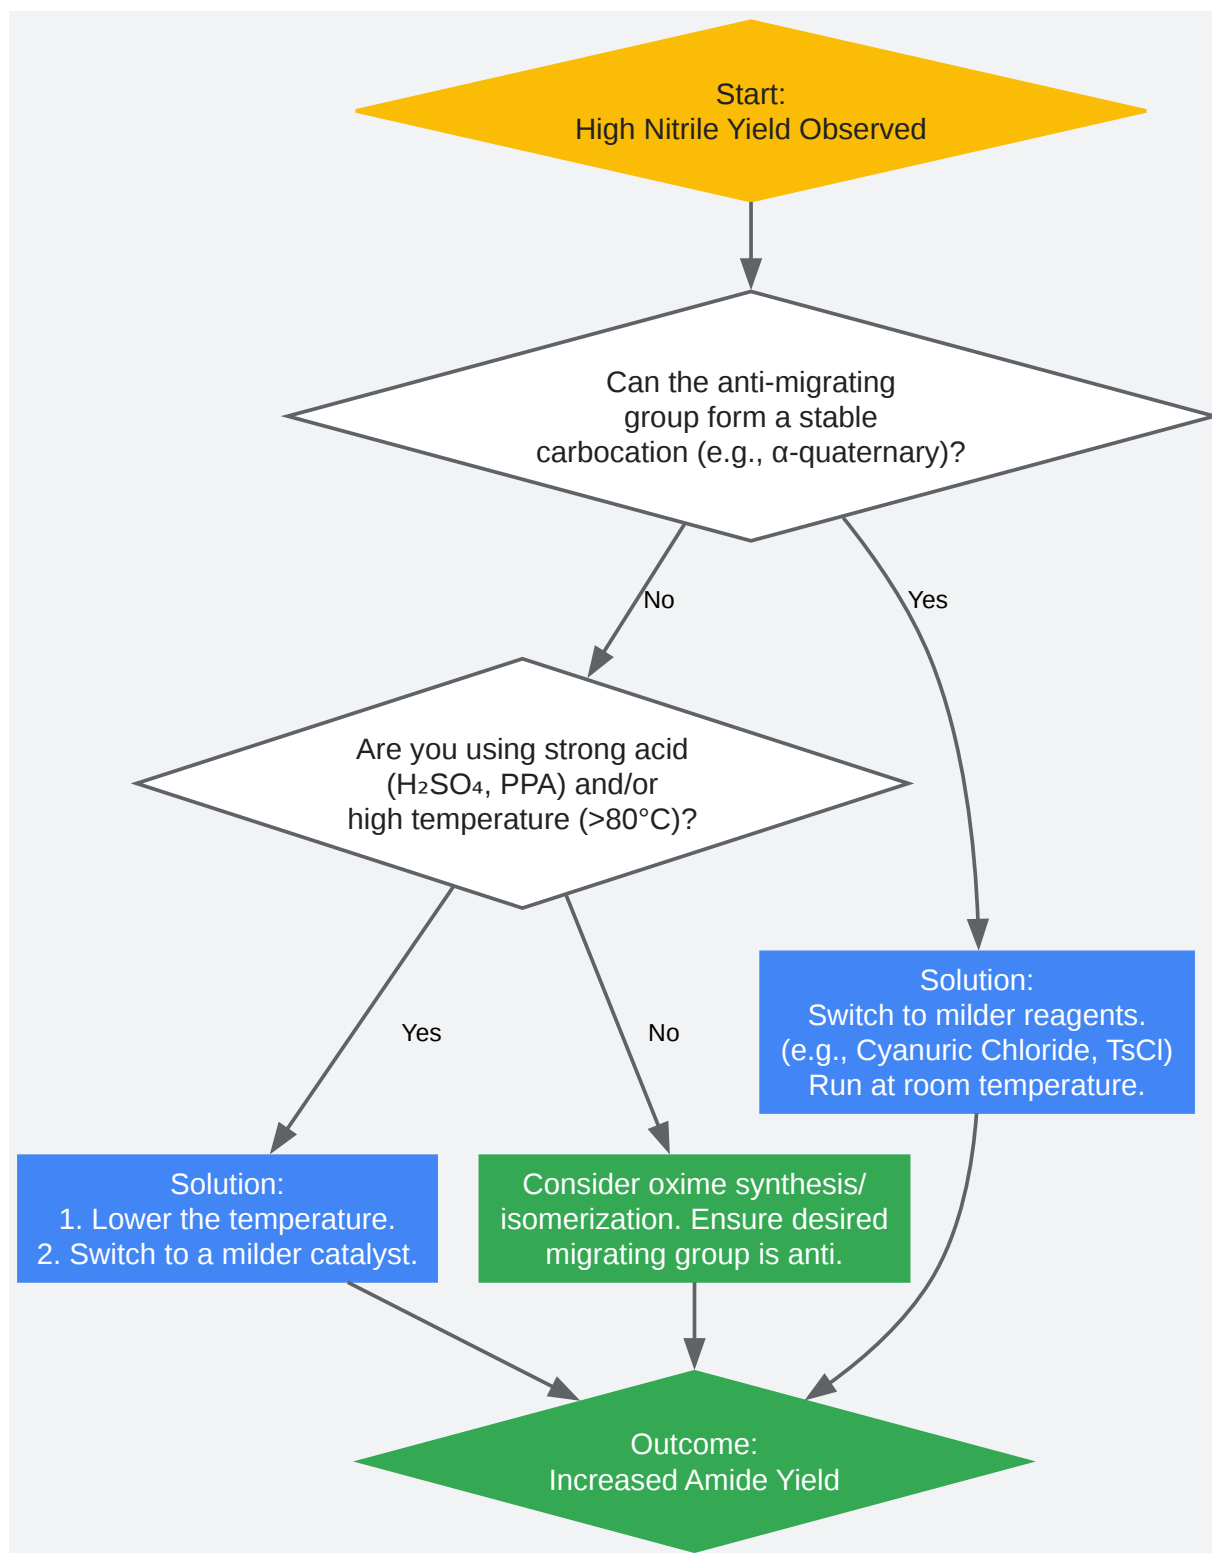 Start:
High Nitrile Yield Observed
Can the anti-migrating
group form a stable
carbocation (e.g., α-quaternary)?
No
Yes
Are you using strong acid
(H₂SO₄, PPA) and/or
high temperature (>80°C)?
Yes
No
Solution:
Switch to milder reagents.
(e.g., Cyanuric Chloride, TsCl)
Run at room temperature.
Solution:
1. Lower the temperature.
2. Switch to a milder catalyst.
Consider oxime synthesis/
isomerization. Ensure desired
migrating group is anti.
Outcome:
Increased Amide Yield